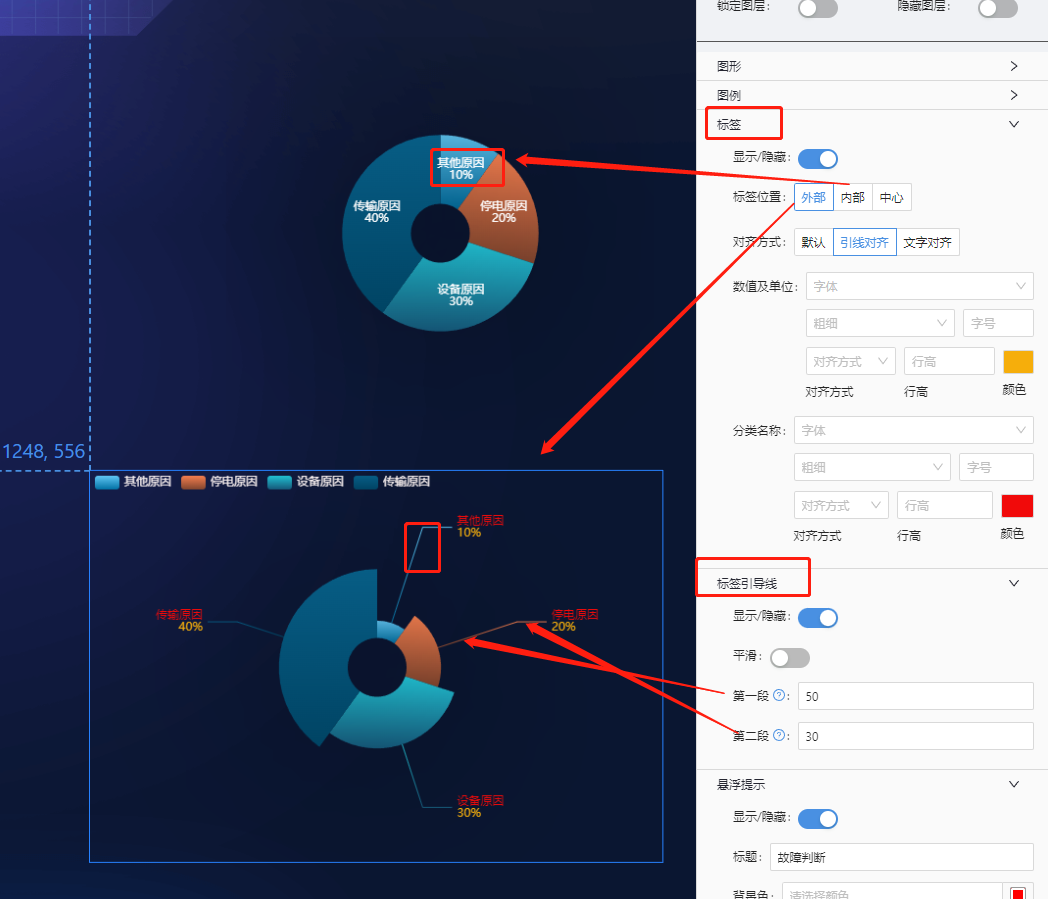 锁定图层: 隐藏图层:
图形
图例
标签
显示/隐藏:
标签位置: 外部 内部 中心
对齐方式: 默认 引线对齐 文字对齐
数值及单位: 字体
粗细 字号
对齐方式 行高
对齐方式 行高 颜色
分类名称: 字体
粗细 字号
对齐方式 行高
对齐方式 行高 颜色
标签引导线
显示/隐藏:
平滑:
第一段 ? : 50
第二段 ? : 30
悬浮提示
显示/隐藏:
标题: 故障判断
背景色: 请选择颜色
其他原因
10%
传输原因
40%
停电原因
20%
设备原因
30%
1248, 556
其他原因 停电原因 设备原因 传输原因
其他原因
10%
传输原因
40%
停电原因
20%
设备原因
30%